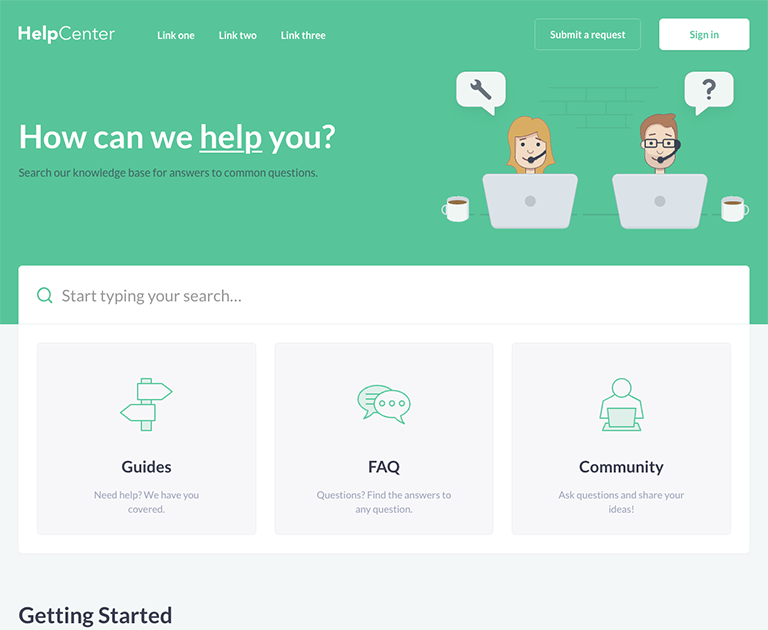 HelpCenter
Link one
Link two
Link three
Submit a request
Sign in
?
How can we help you?
Search our knowledge base for answers to common questions.
Start typing your search...
Guides
Need help? We have you
covered.
FAQ
Questions? Find the answers to
any question.
Community
Ask questions and share your
ideas!
Getting Started